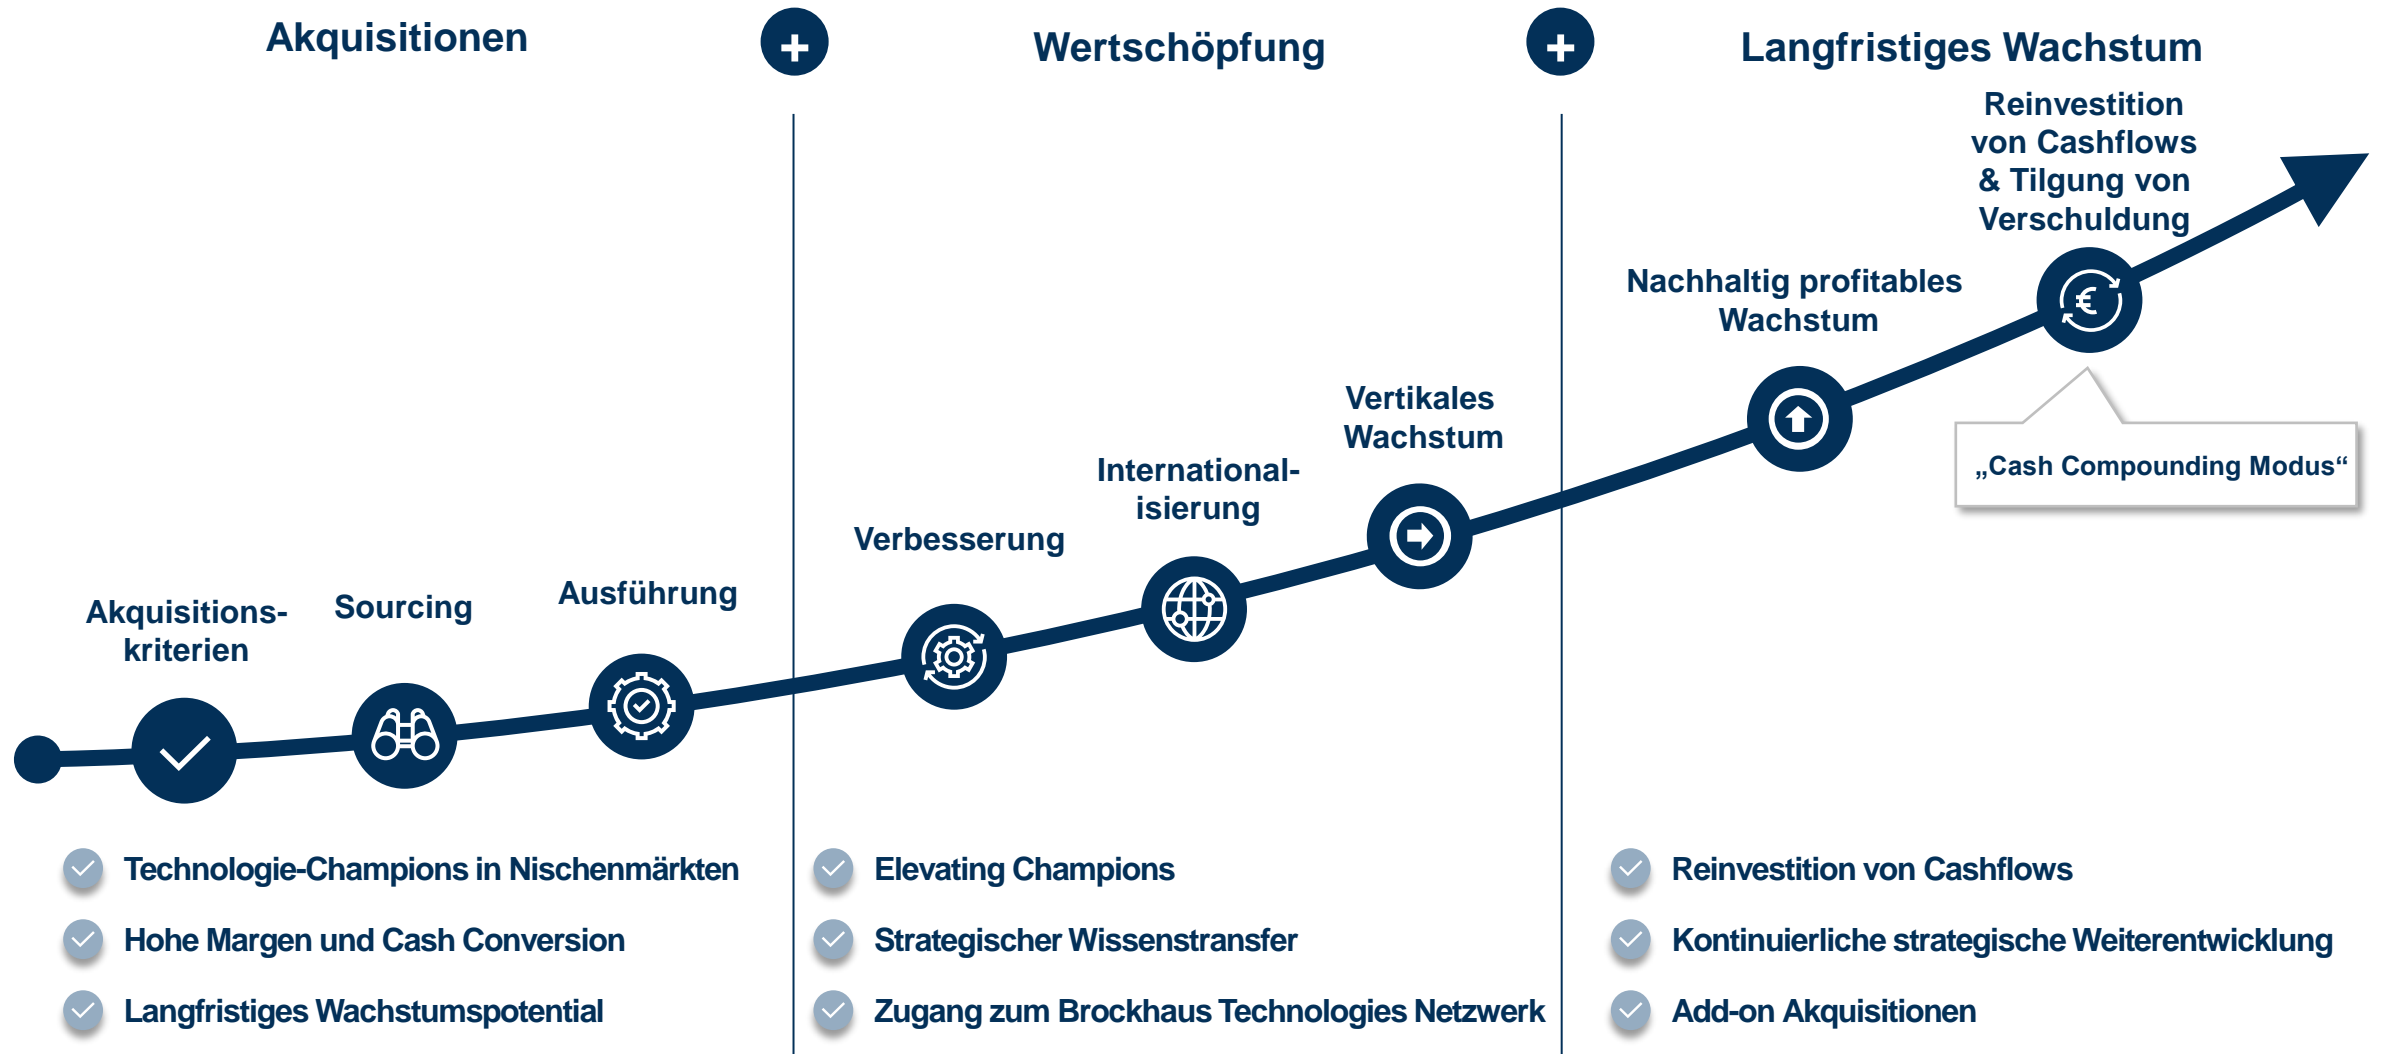 Akquisitionen
+
Wertschöpfung
+
Langfristiges Wachstum
Akquisitions-
kriterien
Sourcing
Ausführung
Verbesserung
International-
isierung
Vertikales
Wachstum
Nachhaltig profitables
Wachstum
Reinvestition
von Cashflows
& Tilgung von
Verschuldung
€
„Cash Compounding Modus“
Technologie-Champions in Nischenmärkten
Hohe Margen und Cash Conversion
Langfristiges Wachstumspotential
Elevating Champions
Strategischer Wissenstransfer
Zugang zum Brockhaus Technologies Netzwerk
Reinvestition von Cashflows
Kontinuierliche strategische Weiterentwicklung
Add-on Akquisitionen